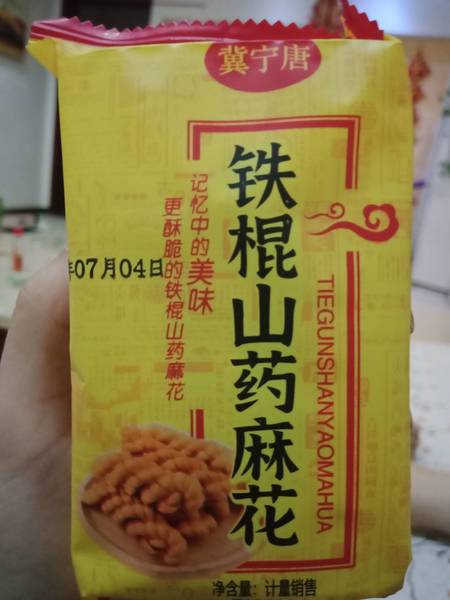 冀宁唐
铁棍山药麻花
TIEGUNSHANYAOMAHUA
记忆中的美味
更酥脆的铁棍山药麻花
年07月04日
净含量：计量销售